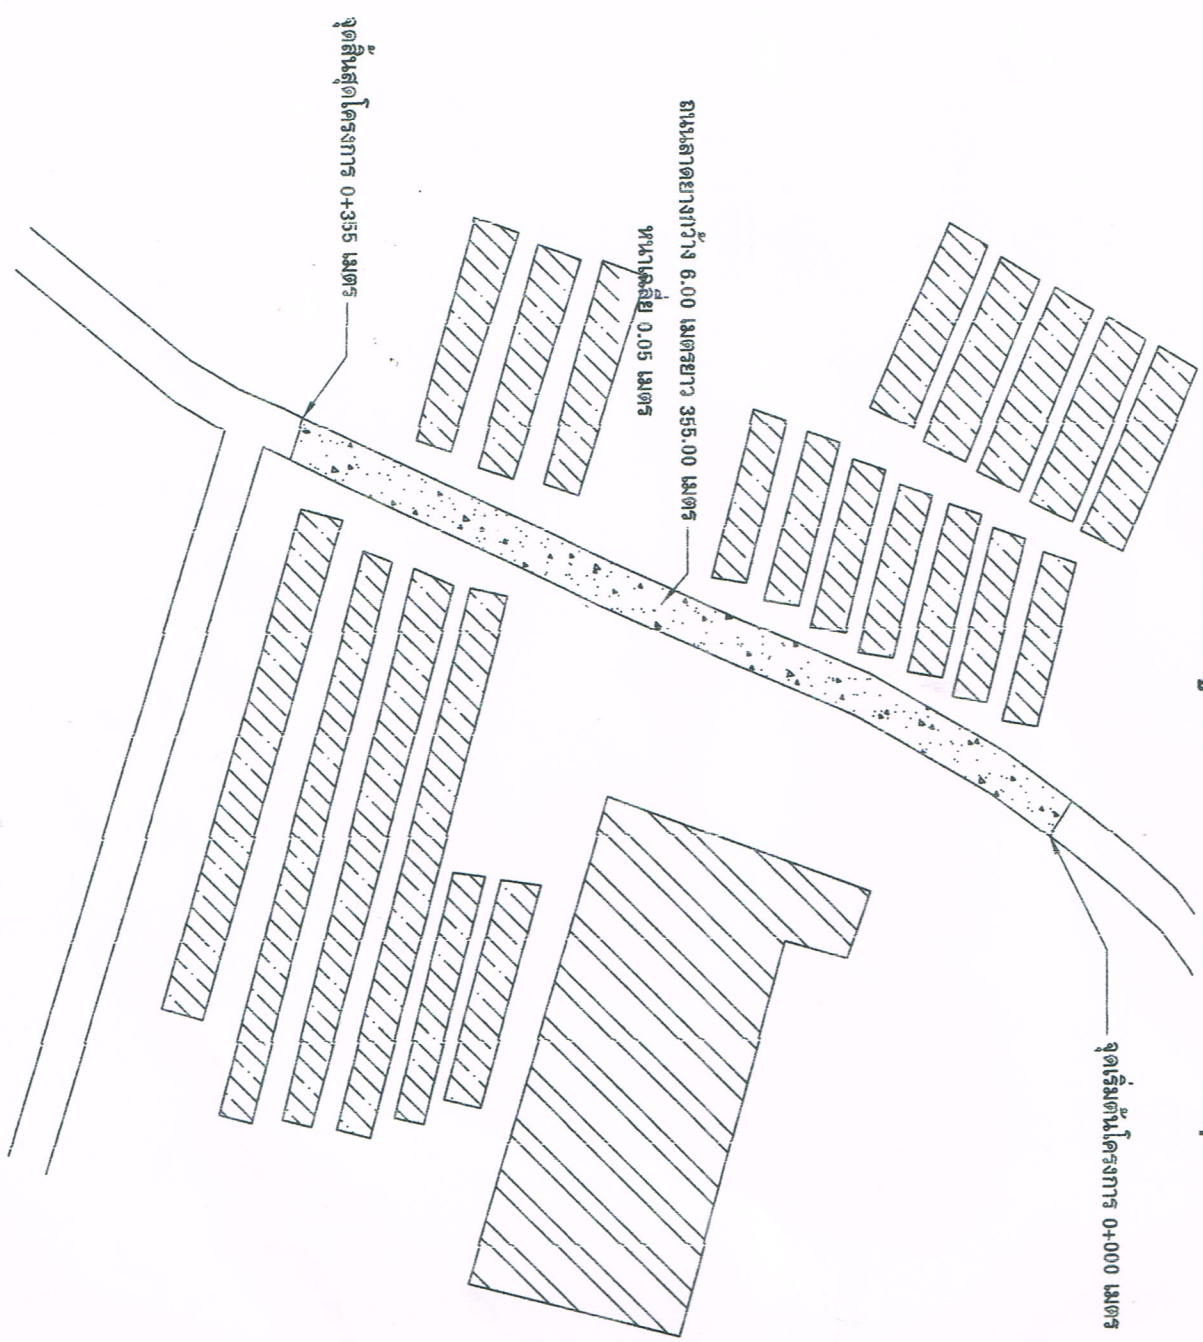 จุดเริ่มต้นโครงการ 0+000 เมตร
ถนนลาดยางกว้าง 6.00 เมตรยาว 355.00 เมตร
หนาเฉลี่ย 0.05 เมตร
จุดสิ้นสุดโครงการ 0+355 เมตร